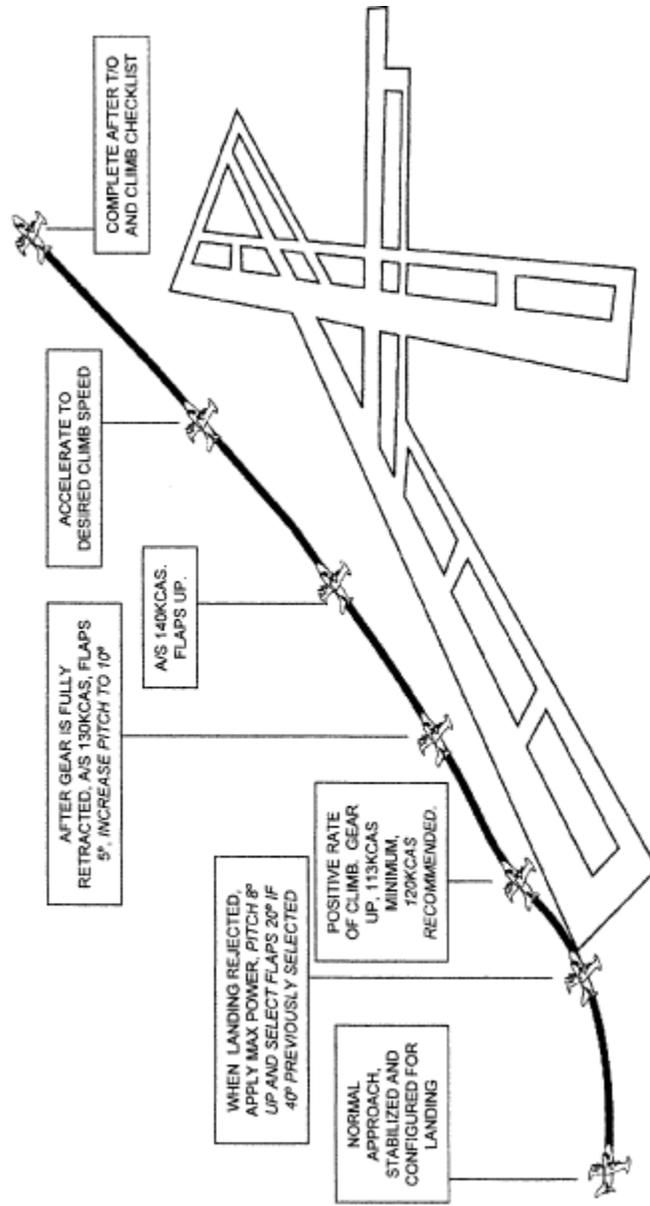 NORMAL
APPROACH,
STABILIZED AND
CONFIGURED FOR
LANDING
WHEN LANDING REJECTED,
APPLY MAX POWER, PITCH 8º
UP AND SELECT FLAPS 20º IF
40º PREVIOUSLY SELECTED
POSITIVE RATE
OF CLIMB. GEAR
UP, 113KCAS
MINIMUM,
120KCAS
RECOMMENDED.
AFTER GEAR IS FULLY
RETRACTED, A/S 130KCAS, FLAPS
5º, INCREASE PITCH TO 10º
A/S 140KCAS.
FLAPS UP.
ACCELERATE TO
DESIRED CLIMB SPEED
COMPLETE AFTER T/O
AND CLIMB CHECKLIST